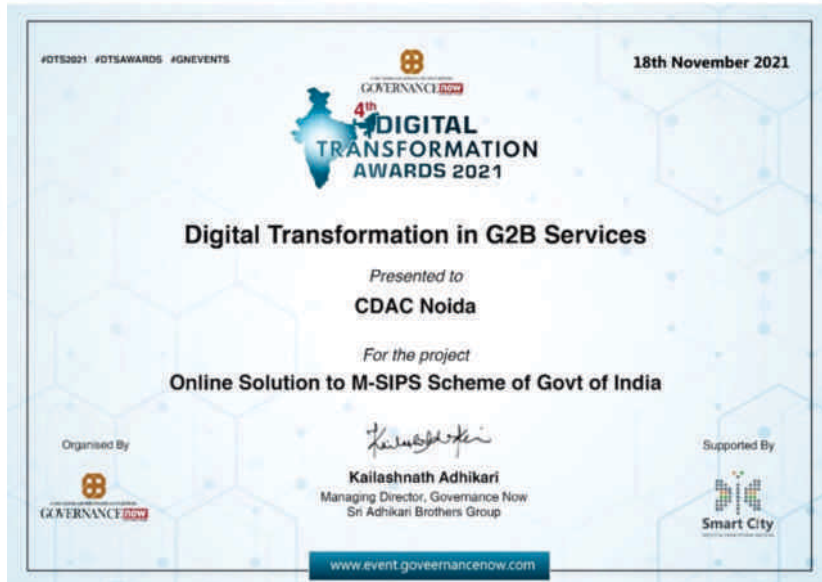 #DTS2021 #DTSAWARDS #GNEVENTS
18th November 2021
GOVERNANCE now
4th
DIGITAL
TRANSFORMATION
AWARDS 2021
Digital Transformation in G2B Services
Presented to
CDAC Noida
For the project
Online Solution to M-SIPS Scheme of Govt of India
Organised By
GOVERNANCE now
Kailashnath Adhikari
Managing Director, Governance Now
Sri Adhikari Brothers Group
Supported By
Smart City
www.event.goveernancenow.com